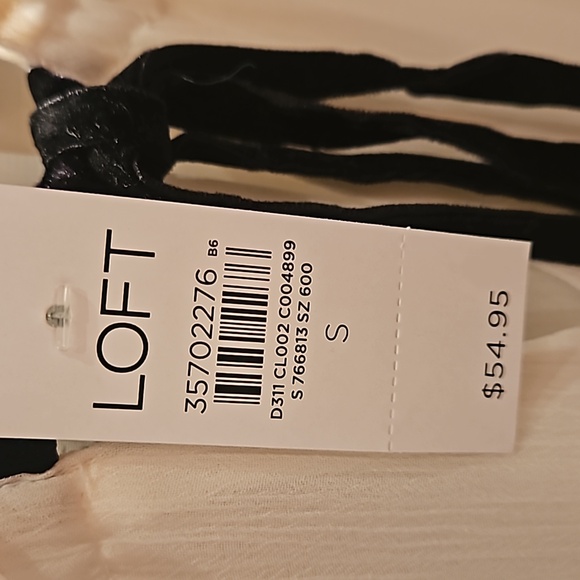 LOFT
35702276 B6
D311 CL002 C004899
S 766813 SZ 600
S
$54.95